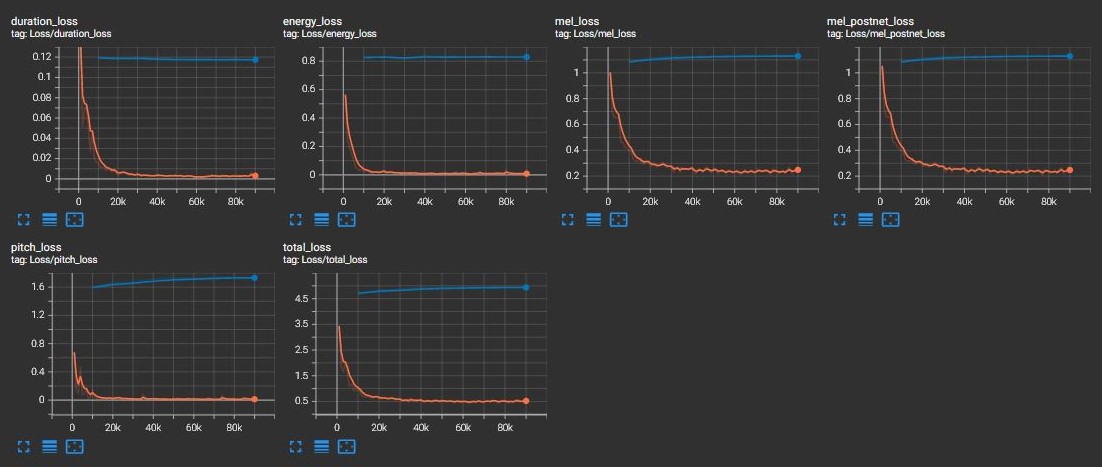 duration_loss
tag: Loss/duration_loss
0.12
0.1
0.08
0.06
0.04
0.02
0
0 20k 40k 60k 80k
energy_loss
tag: Loss/energy_loss
0.8
0.6
0.4
0.2
0
0 20k 40k 60k 80k
mel_loss
tag: Loss/mel_loss
1
0.8
0.6
0.4
0.2
0 20k 40k 60k 80k
mel_postnet_loss
tag: Loss/mel_postnet_loss
1
0.8
0.6
0.4
0.2
0 20k 40k 60k 80k
pitch_loss
tag: Loss/pitch_loss
1.6
1.2
0.8
0.4
0
0 20k 40k 60k 80k
total_loss
tag: Loss/total_loss
4.5
3.5
2.5
1.5
0.5
0 20k 40k 60k 80k